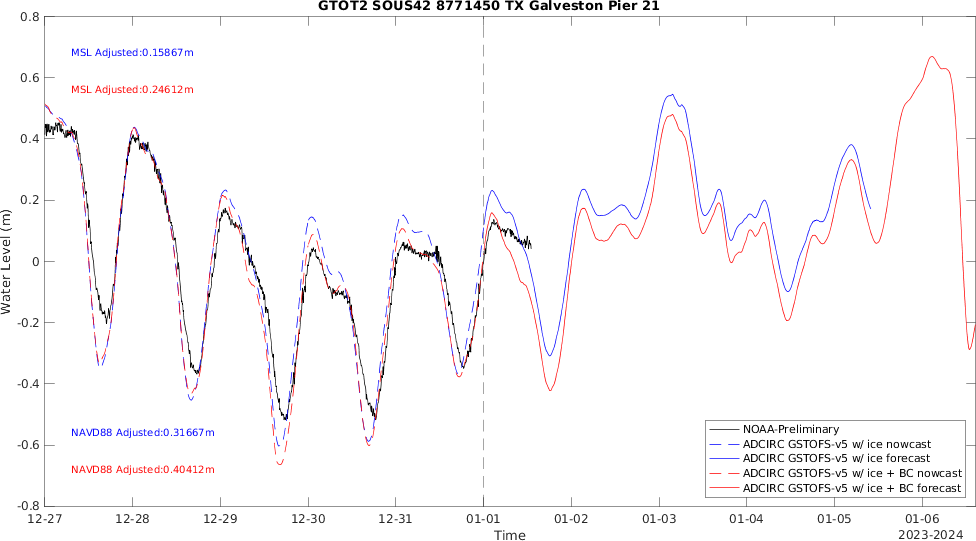 GTOT2 SOUS42 8771450 TX Galveston Pier 21
0.8
MSL Adjusted:0.15867m
0.6
MSL Adjusted:0.24612m
0.4
0.2
0
-0.2
-0.4
-0.6
-0.8
Water Level (m)
NAVD88 Adjusted:0.31667m
NAVD88 Adjusted:0.40412m
NOAA-Preliminary
ADCIRC GSTOFS-v5 w/ ice nowcast
ADCIRC GSTOFS-v5 w/ ice forecast
ADCIRC GSTOFS-v5 w/ ice + BC nowcast
ADCIRC GSTOFS-v5 w/ ice + BC forecast
12-27 12-28 12-29 12-30 12-31 01-01 01-02 01-03 01-04 01-05 01-06
Time
2023-2024